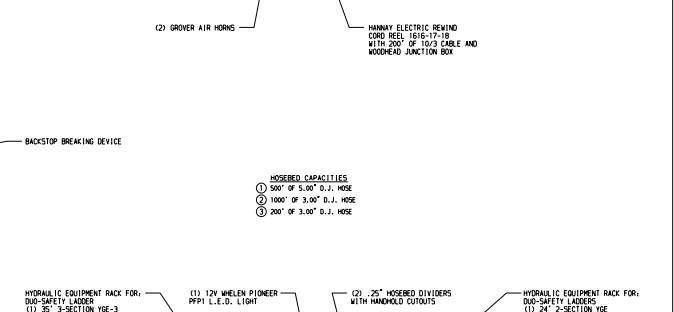 (2) GROVER AIR HORNS
HANNAY ELECTRIC REWIND
CORD REEL 1616-17-18
WITH 200' OF 10/3 CABLE AND
WOODHEAD JUNCTION BOX
BACKSTOP BREAKING DEVICE
HOSEBED CAPACITIES
1 500' OF 5.00" D.J. HOSE
2 1000' OF 3.00" D.J. HOSE
3 200' OF 3.00" D.J. HOSE
HYDRAULIC EQUIPMENT RACK FOR:
DUO-SAFETY LADDER
(1) 35' 3-SECTION YGE-3
(1) 12V WHELEN PIONEER
PFP1 L.E.D. LIGHT
(2) .25" HOSEBED DIVIDERS
WITH HANDHOLD CUTOUTS
HYDRAULIC EQUIPMENT RACK FOR:
DUO-SAFETY LADDERS
(1) 24' 2-SECTION YGE